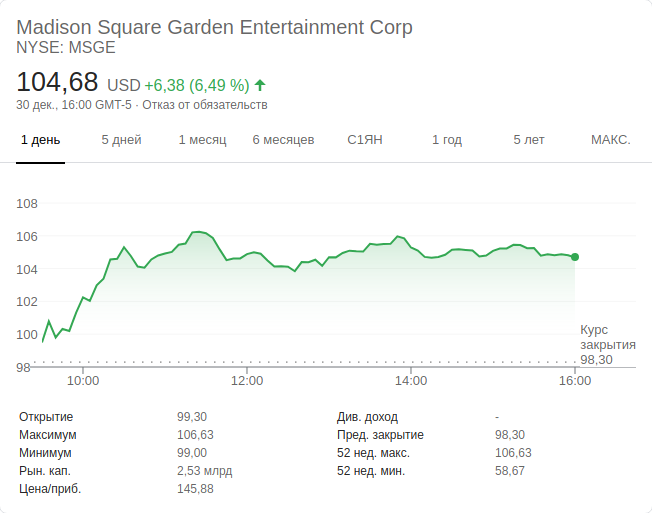 Madison Square Garden Entertainment Corp
NYSE: MSGE
104,68 USD +6,38 (6,49 %)
30 дек., 16:00 GMT-5 · Отказ от обязательств
1 день 5 дней 1 месяц 6 месяцев С1ЯН 1 год 5 лет МАКС.
108
106
104
102
100
98
Курс
закрытия
98,30
10:00 12:00 14:00 16:00
Открытие 99,30 Див. доход -
Максимум 106,63 Пред. закрытие 98,30
Минимум 99,00 52 нед. макс. 106,63
Рын. кап. 2,53 млрд 52 нед. мин. 58,67
Цена/приб. 145,88